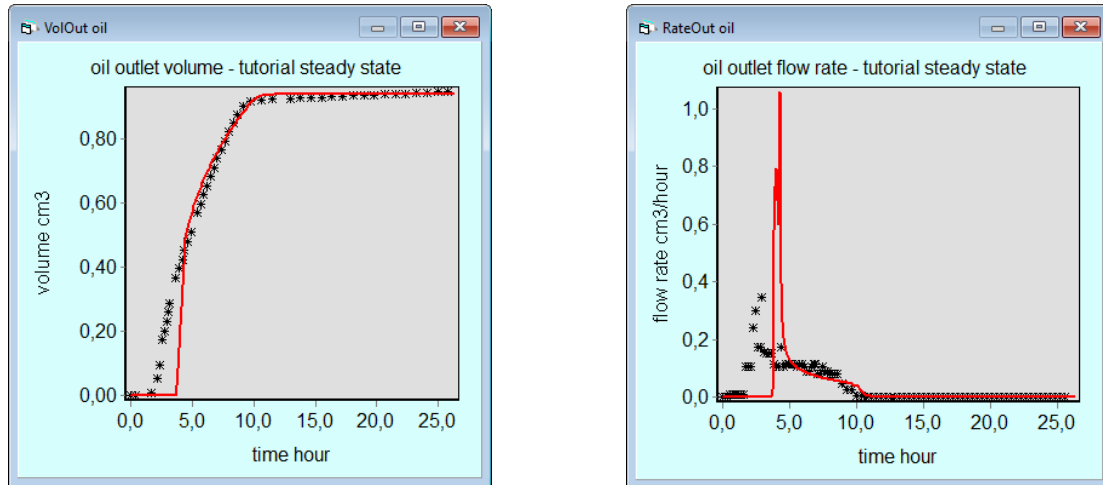 VolOut oil
oil outlet volume - tutorial steady state
0,80
0,60
0,40
0,20
0,00
volume cm3
0,0 5,0 10,0 15,0 20,0 25,0
time hour
RateOut oil
oil outlet flow rate - tutorial steady state
1,0
0,8
0,6
0,4
0,2
0,0
flow rate cm3/hour
0,0 5,0 10,0 15,0 20,0 25,0
time hour